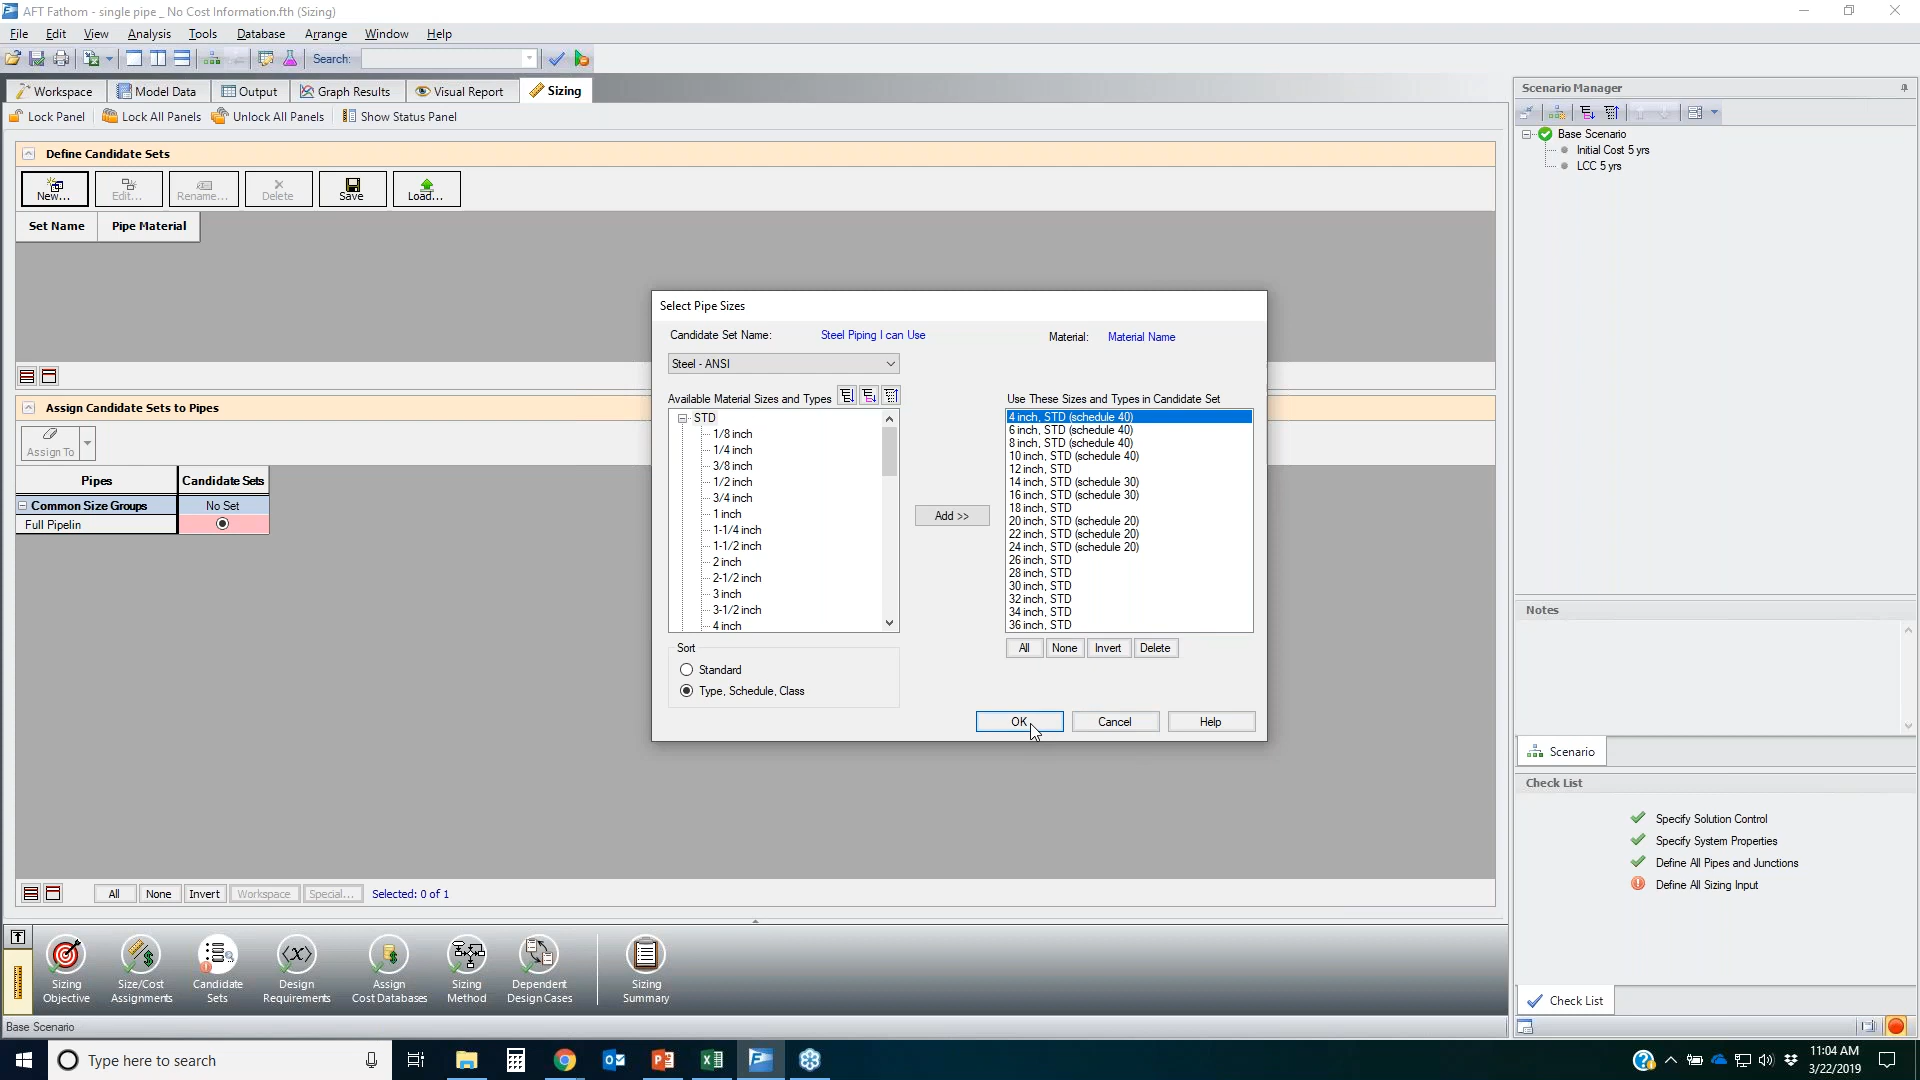 AFT Fathom - single pipe _ No Cost Information.fth (Sizing)
File Edit View Analysis Tools Database Arrange Window Help
Search:
Workspace Model Data Output Graph Results Visual Report Sizing
Lock Panel Lock All Panels Unlock All Panels Show Status Panel
Define Candidate Sets
New... Edit... Rename... Delete Save Load...
Set Name Pipe Material
Assign Candidate Sets to Pipes
Assign To
Pipes Candidate Sets
Common Size Groups No Set
Full Pipelin
All None Invert Workspace Special... Selected: 0 of 1
Select Pipe Sizes
Candidate Set Name: Steel Piping I can Use Material: Material Name
Steel - ANSI
Available Material Sizes and Types
STD
1/8 inch
1/4 inch
3/8 inch
1/2 inch
3/4 inch
1 inch
1-1/4 inch
1-1/2 inch
2 inch
2-1/2 inch
3 inch
3-1/2 inch
4 inch
Add >>
Use These Sizes and Types in Candidate Set
4 inch, STD (schedule 40)
6 inch, STD (schedule 40)
8 inch, STD (schedule 40)
10 inch, STD (schedule 40)
12 inch, STD
14 inch, STD (schedule 30)
16 inch, STD (schedule 30)
18 inch, STD
20 inch, STD (schedule 20)
22 inch, STD (schedule 20)
24 inch, STD (schedule 20)
26 inch, STD
28 inch, STD
30 inch, STD
32 inch, STD
34 inch, STD
36 inch, STD
All None Invert Delete
Sort
Standard
Type, Schedule, Class
OK Cancel Help
Scenario Manager
Base Scenario
Initial Cost 5 yrs
LCC 5 yrs
Notes
Scenario
Check List
Specify Solution Control
Specify System Properties
Define All Pipes and Junctions
Define All Sizing Input
Check List
Sizing Objective
Size/Cost Assignments
Candidate Sets
Design Requirements
Assign Cost Databases
Sizing Method
Dependent Design Cases
Sizing Summary
Base Scenario
Type here to search
11:04 AM
3/22/2019